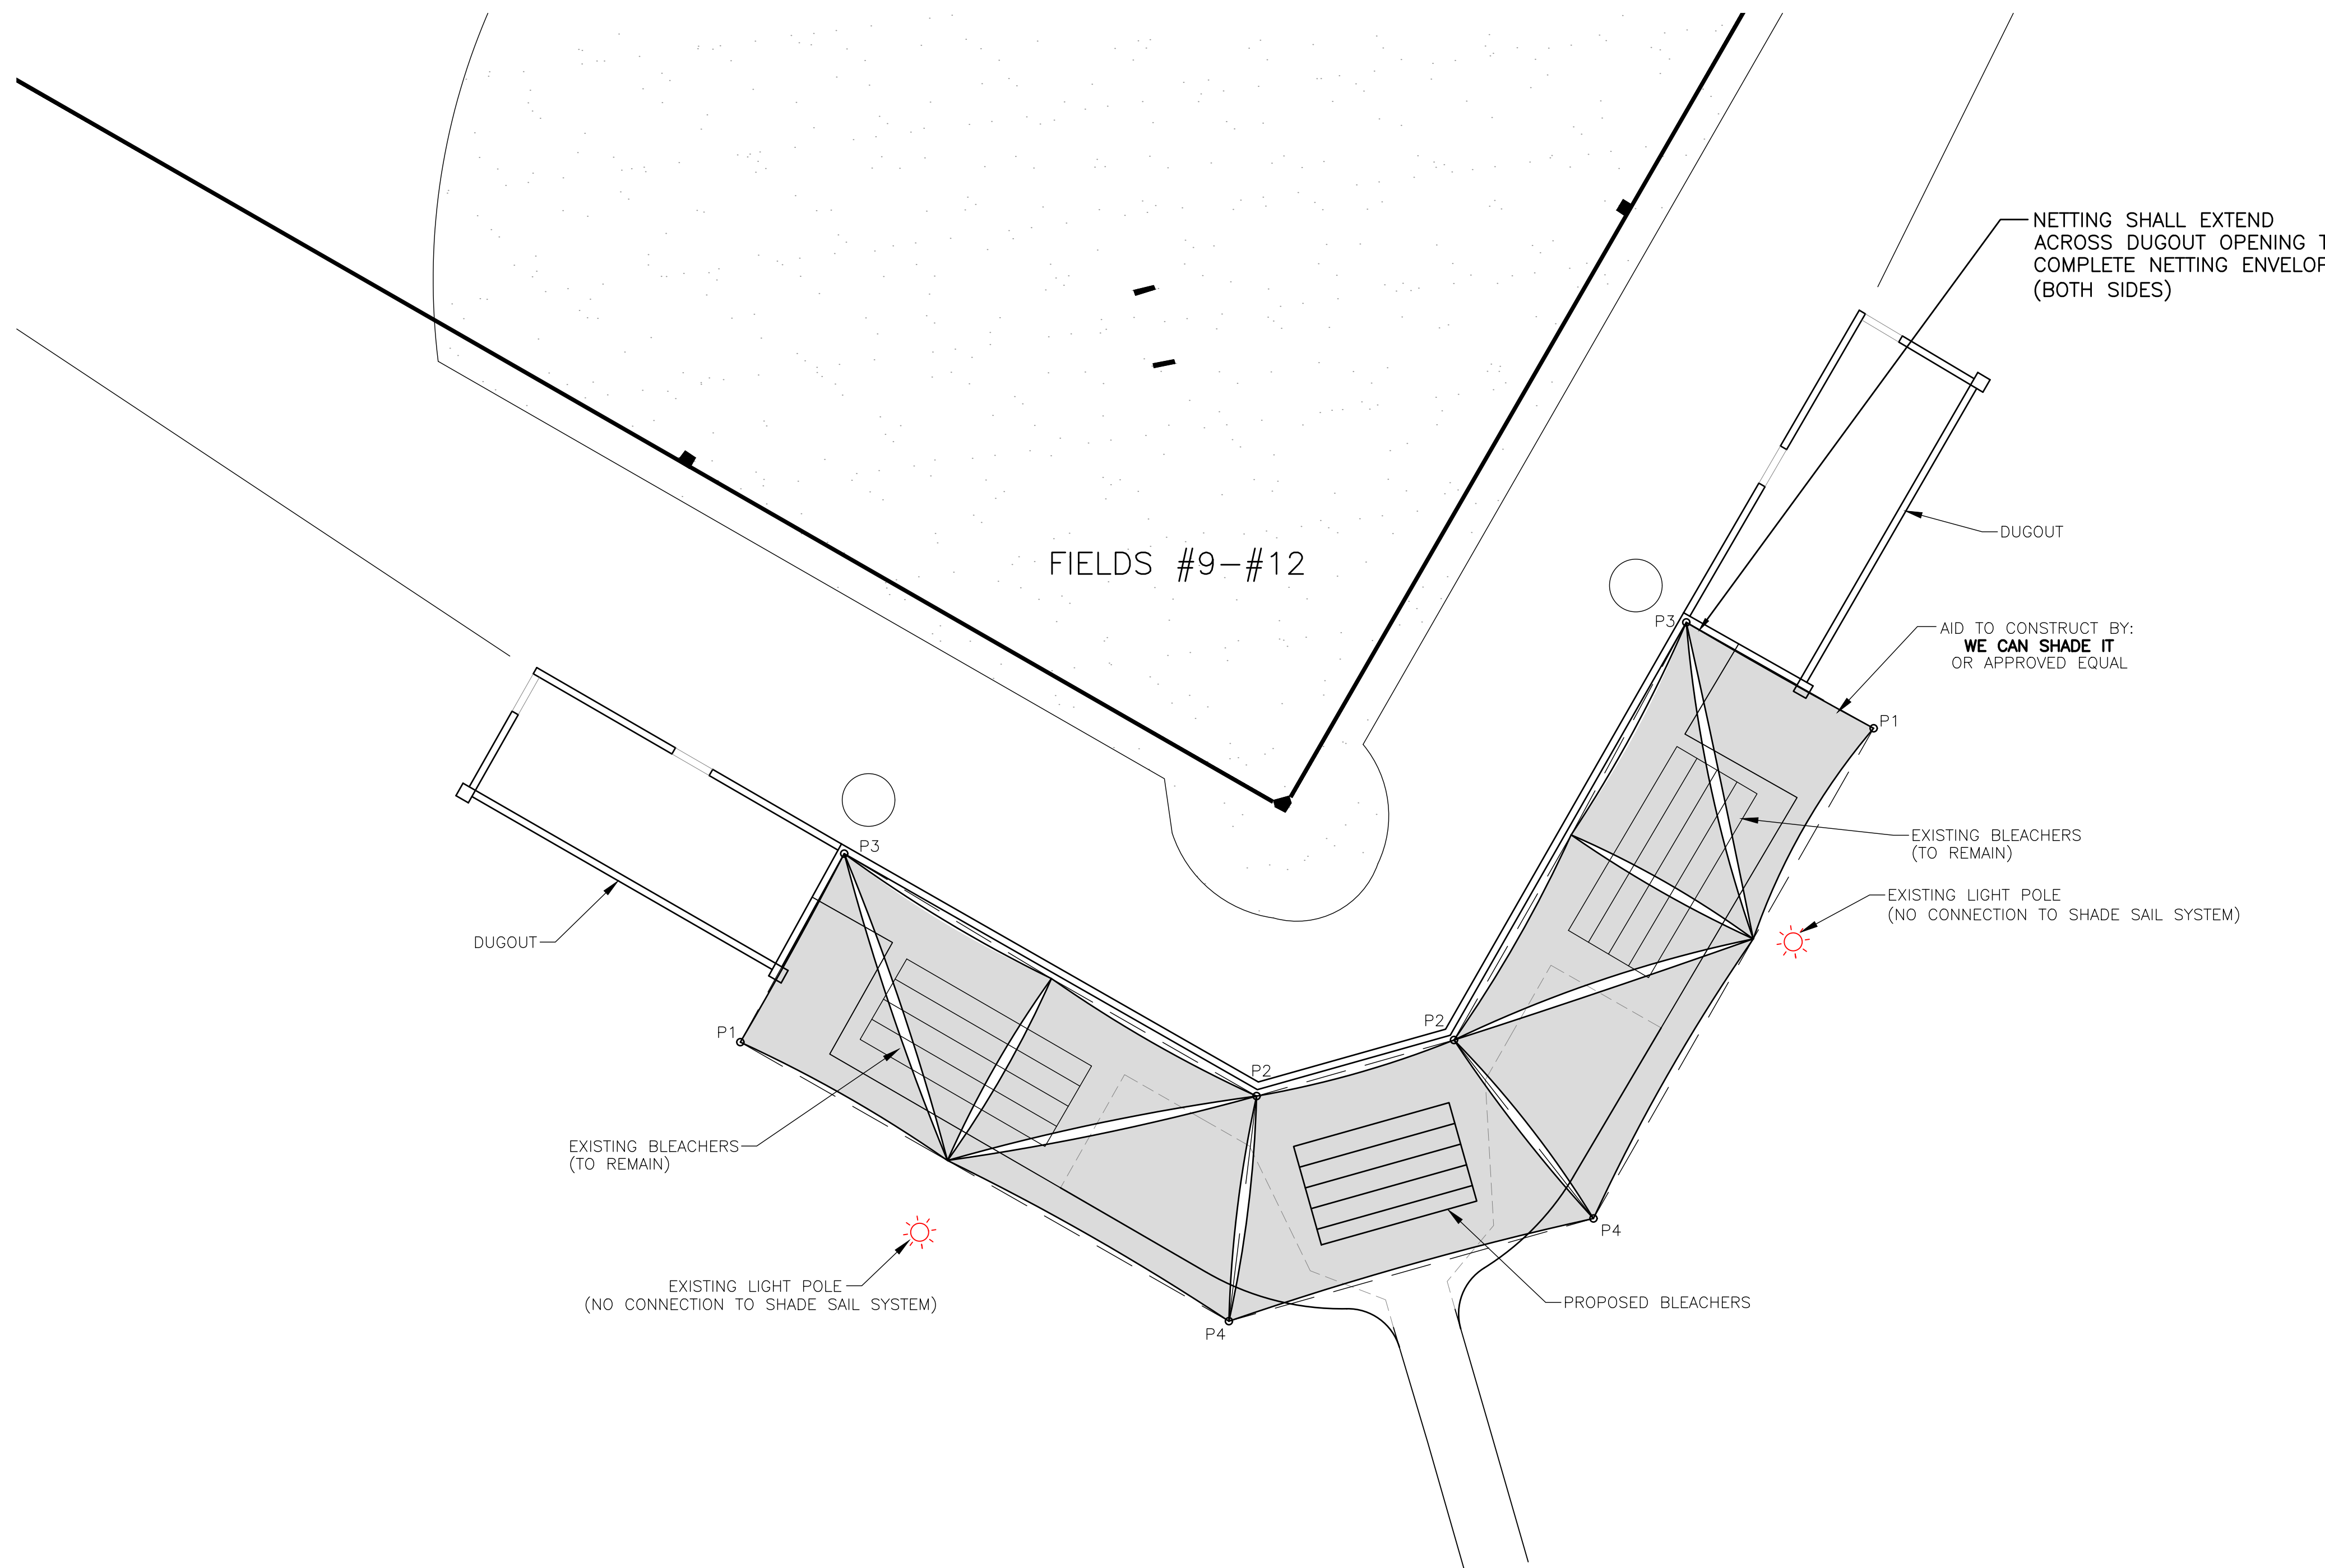 NETTING SHALL EXTEND
ACROSS DUGOUT OPENING
COMPLETE NETTING
(BOTH SIDES)
DUGOUT
FIELDS #9-#12
P3
AID TO CONSTRUCT BY:
WE CAN SHADE IT
OR APPROVED EQUAL
P1
EXISTING BLEACHERS
(TO REMAIN)
P3
EXISTING LIGHT POLE
(NO CONNECTION TO SHADE SAIL SYSTEM)
DUGOUT
P1
P2
P2
EXISTING BLEACHERS
(TO REMAIN)
P4
EXISTING LIGHT POLE
(NO CONNECTION TO SHADE SAIL SYSTEM)
PROPOSED BLEACHERS
P4